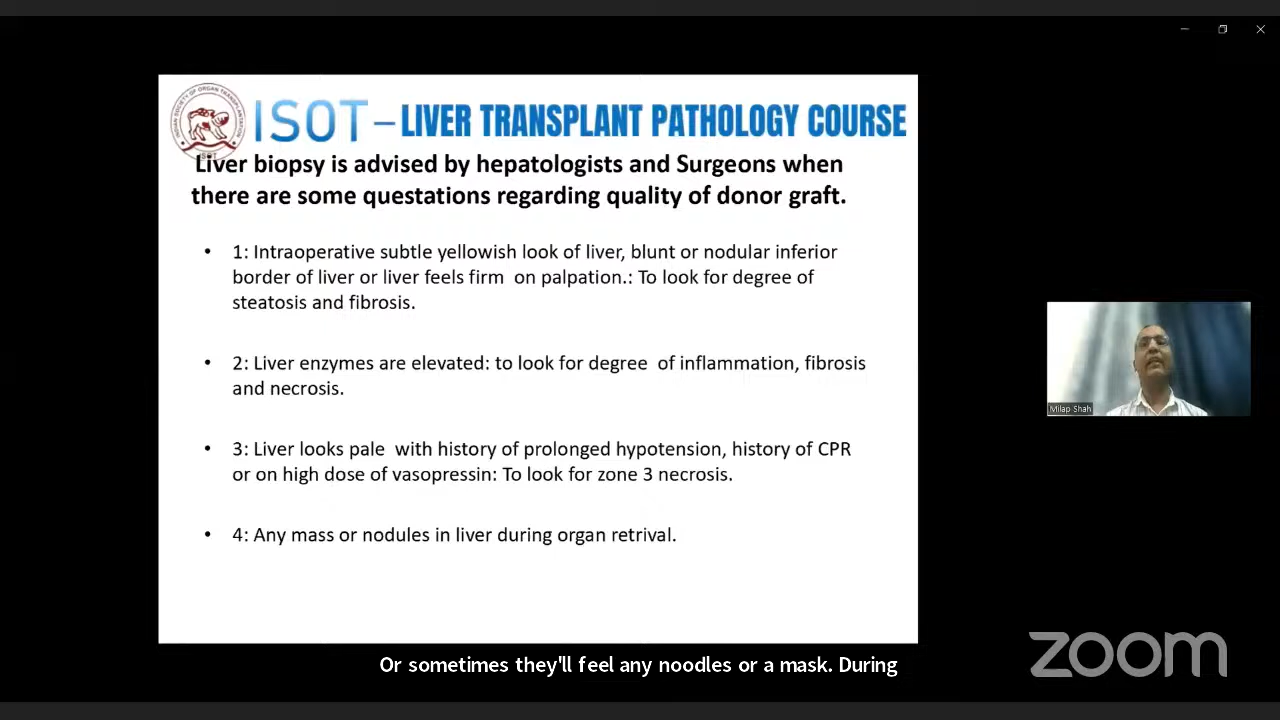 ISOT – LIVER TRANSPLANT PATHOLOGY COURSE
Liver biopsy is advised by hepatologists and Surgeons when
there are some questations regarding quality of donor graft.
• 1: Intraoperative subtle yellowish look of liver, blunt or nodular inferior
border of liver or liver feels firm on palpation.: To look for degree of
steatosis and fibrosis.
• 2: Liver enzymes are elevated: to look for degree of inflammation, fibrosis
and necrosis.
• 3: Liver looks pale with history of prolonged hypotension, history of CPR
or on high dose of vasopressin: To look for zone 3 necrosis.
• 4: Any mass or nodules in liver during organ retrival.
Milap Shah
Or sometimes they'll feel any noodles or a mask. During
zoom